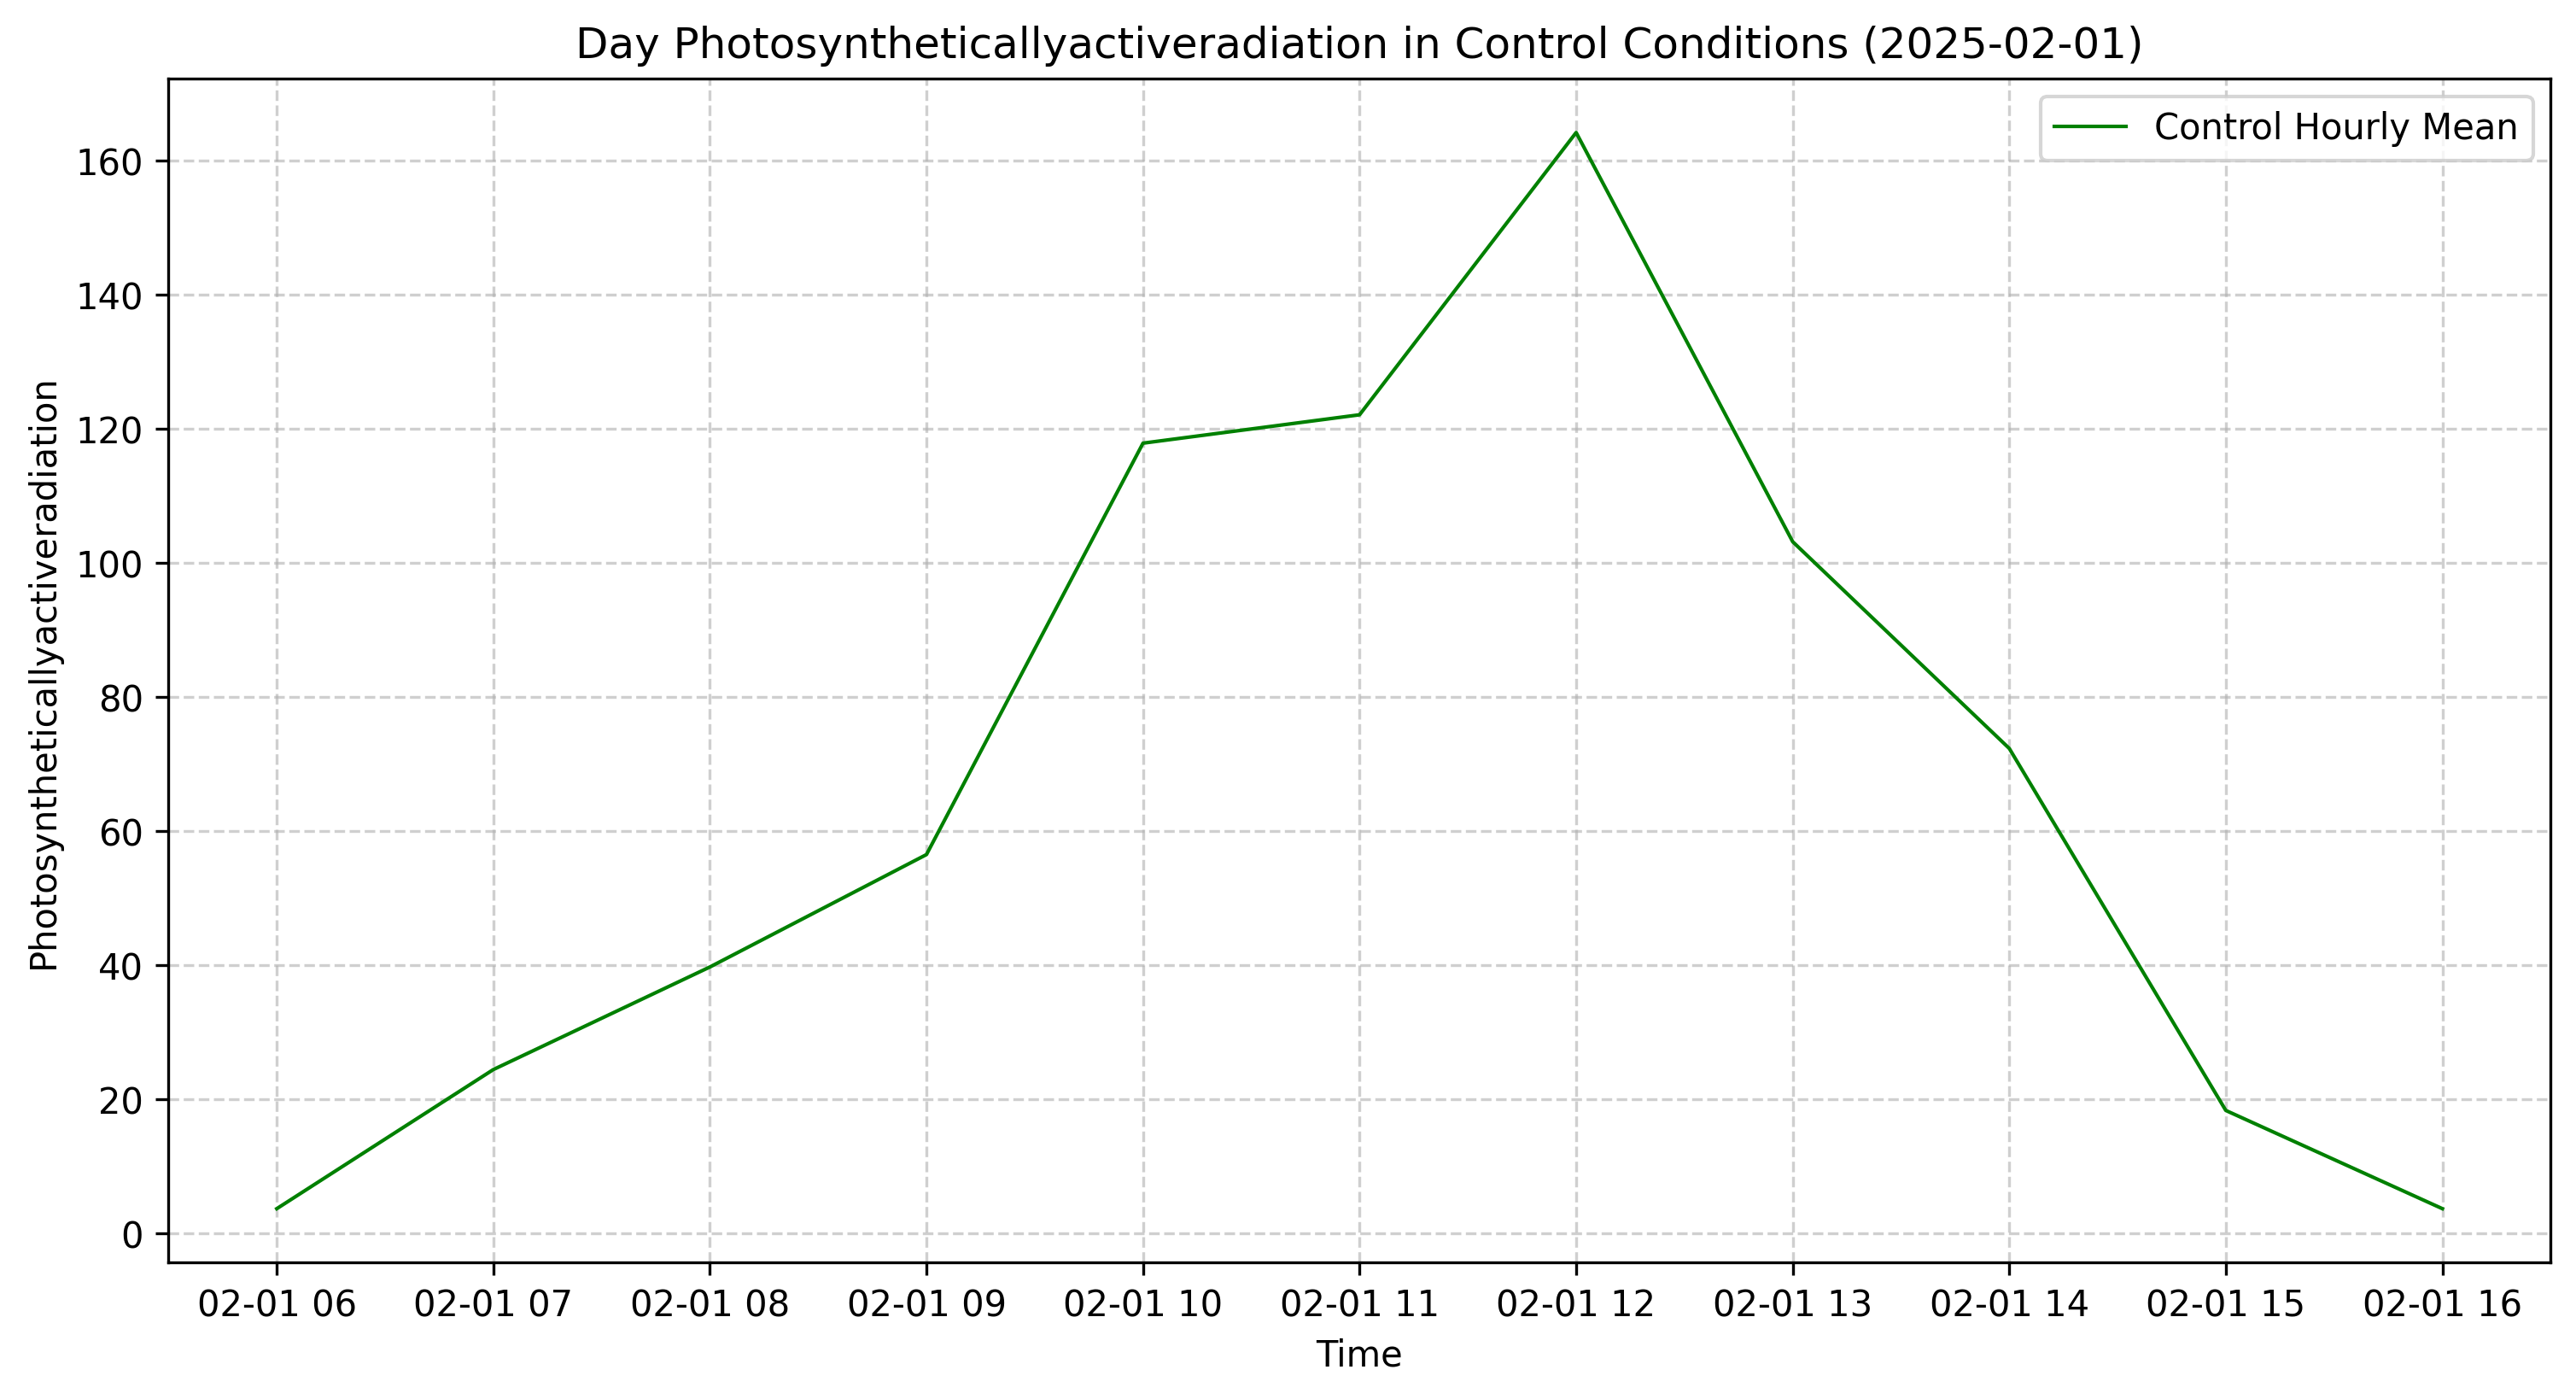 Day Photosyntheticallyactiveradiation in Control Conditions (2025-02-01)
Control Hourly Mean
Photosyntheticallyactiveradiation
160
140
120
100
80
60
40
20
0
02-01 06 02-01 07 02-01 08 02-01 09 02-01 10 02-01 11 02-01 12 02-01 13 02-01 14 02-01 15 02-01 16
Time